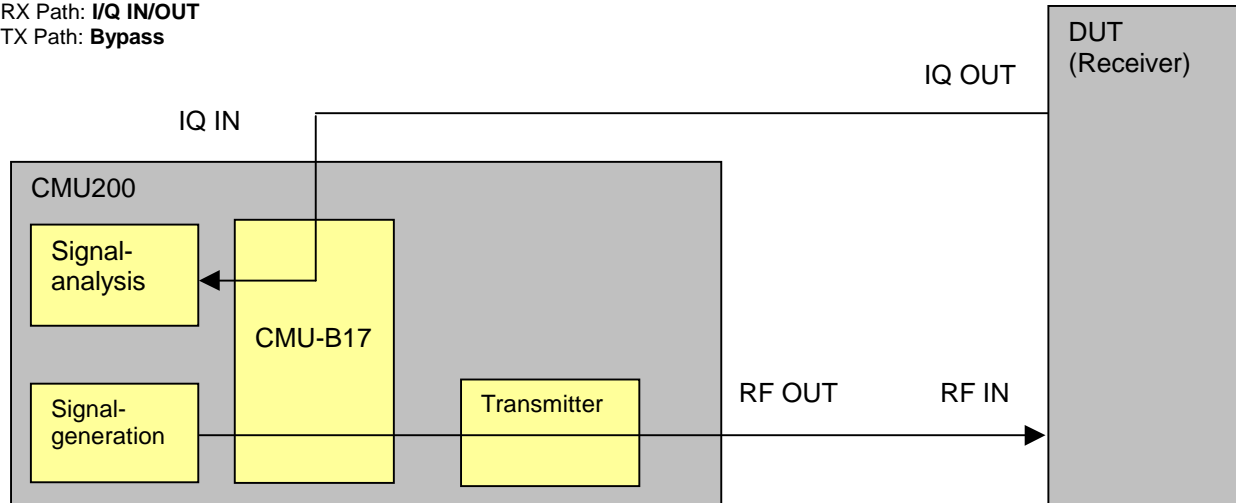 RX Path: I/Q IN/OUT
TX Path: Bypass
DUT
(Receiver)
IQ OUT
IQ IN
CMU200
Signal-
analysis
CMU-B17
Signal-
generation
Transmitter
RF OUT
RF IN